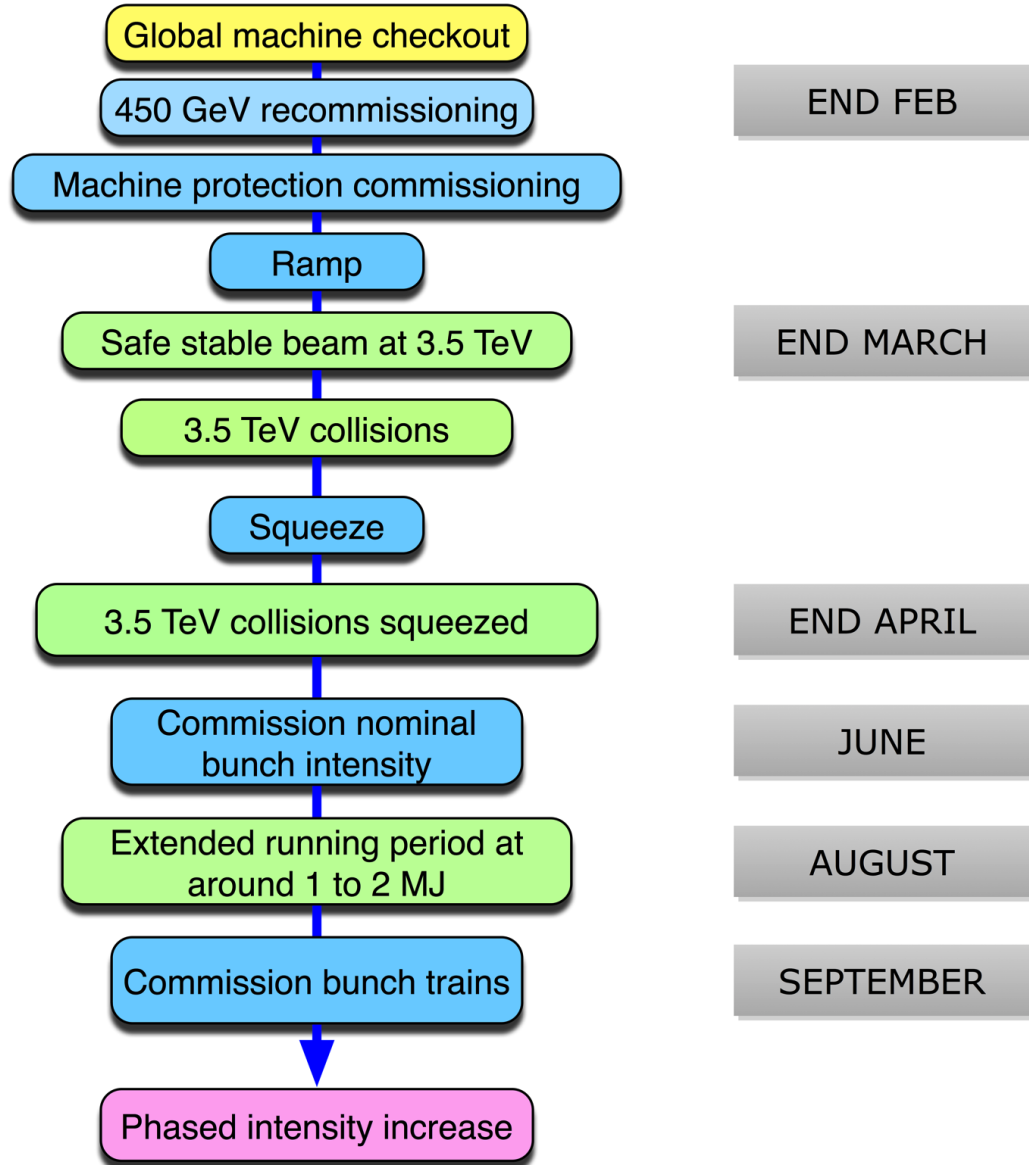 Global machine checkout
450 GeV recommissioning
END FEB
Machine protection commissioning
Ramp
Safe stable beam at 3.5 TeV
END MARCH
3.5 TeV collisions
Squeeze
3.5 TeV collisions squeezed
END APRIL
Commission nominal
bunch intensity
JUNE
Extended running period at
around 1 to 2 MJ
AUGUST
Commission bunch trains
SEPTEMBER
Phased intensity increase